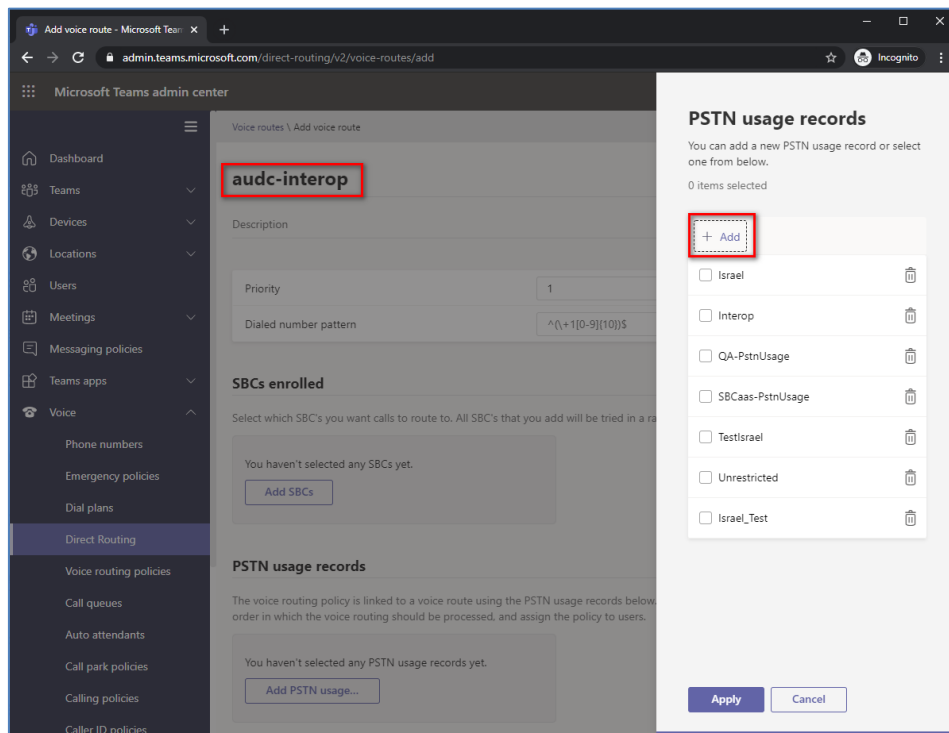 Add voice route - Microsoft Tean
admin.teams.microsoft.com/direct-routing/v2/voice-routes/add
Incognito
Microsoft Teams admin center
Dashboard
Teams
Devices
Locations
Users
Meetings
Messaging policies
Teams apps
Voice
Phone numbers
Emergency policies
Dial plans
Direct Routing
Voice routing policies
Call queues
Auto attendants
Call park policies
Calling policies
Caller ID policies
Voice routes \ Add voice route
audc-interop
Description
Priority
1
Dialed number pattern
^(\+1[0-9]{10})$
SBCs enrolled
Select which SBC's you want calls to route to. All SBC's that you add will be tried in a ra
You haven't selected any SBCs yet.
Add SBCs
PSTN usage records
The voice routing policy is linked to a voice route using the PSTN usage records below.
order in which the voice routing should be processed, and assign the policy to users.
You haven't selected any PSTN usage records yet.
Add PSTN usage...
PSTN usage records
You can add a new PSTN usage record or select
one from below.
0 items selected
+ Add
Israel
Interop
QA-PstnUsage
SBCaas-PstnUsage
TestIsrael
Unrestricted
Israel_Test
Apply
Cancel